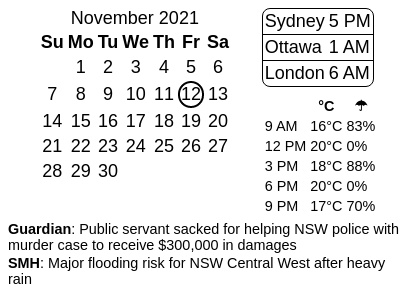 November 2021
Su Mo Tu We Th Fr Sa
1 2 3 4 5 6
7 8 9 10 11 12 13
14 15 16 17 18 19 20
21 22 23 24 25 26 27
28 29 30
Sydney 5 PM
Ottawa 1 AM
London 6 AM
°C ☂
9 AM 16°C 83%
12 PM 20°C 0%
3 PM 18°C 88%
6 PM 20°C 0%
9 PM 17°C 70%
Guardian: Public servant sacked for helping NSW police with
murder case to receive $300,000 in damages
SMH: Major flooding risk for NSW Central West after heavy
rain